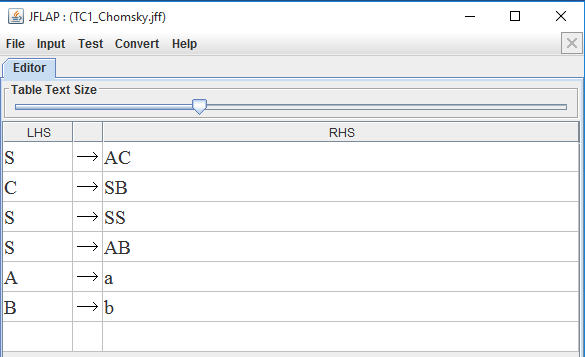 JFLAP : (TC1_Chomsky.jff)
File Input Test Convert Help
Editor
Table Text Size
LHS RHS
S → AC
C → SB
S → SS
S → AB
A → a
B → b